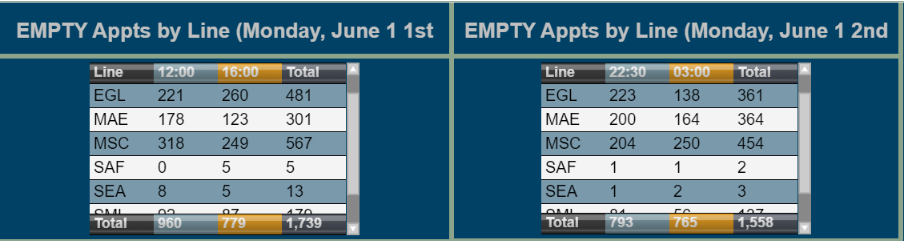 EMPTY Appts by Line (Monday, June 1 1st
Line 12:00 16:00 Total
EGL 221 260 481
MAE 178 123 301
MSC 318 249 567
SAF 0 5 5
SEA 8 5 13
Total 960 779 1,739
EMPTY Appts by Line (Monday, June 1 2nd
Line 22:30 03:00 Total
EGL 223 138 361
MAE 200 164 364
MSC 204 250 454
SAF 1 1 2
SEA 1 2 3
Total 793 765 1,558